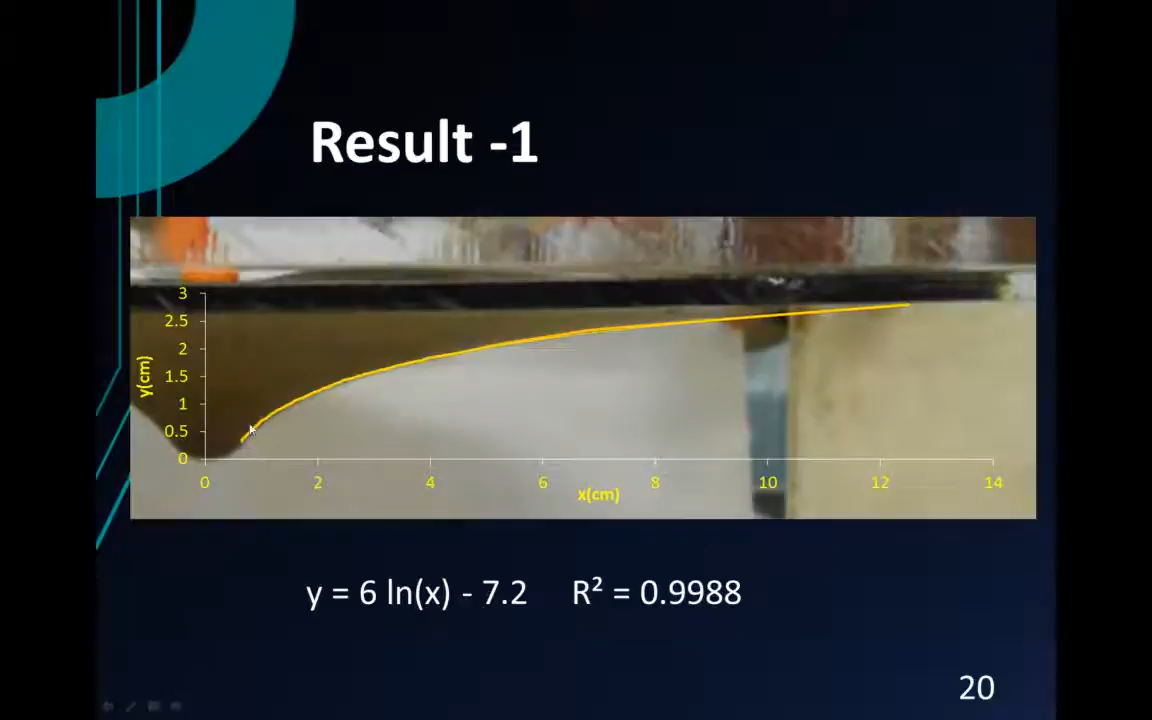 Result -1
3
2.5
2
1.5
1
0.5
0
y(cm)
0 2 4 6 8 10 12 14
x(cm)
y = 6 ln(x) - 7.2 R² = 0.9988
20